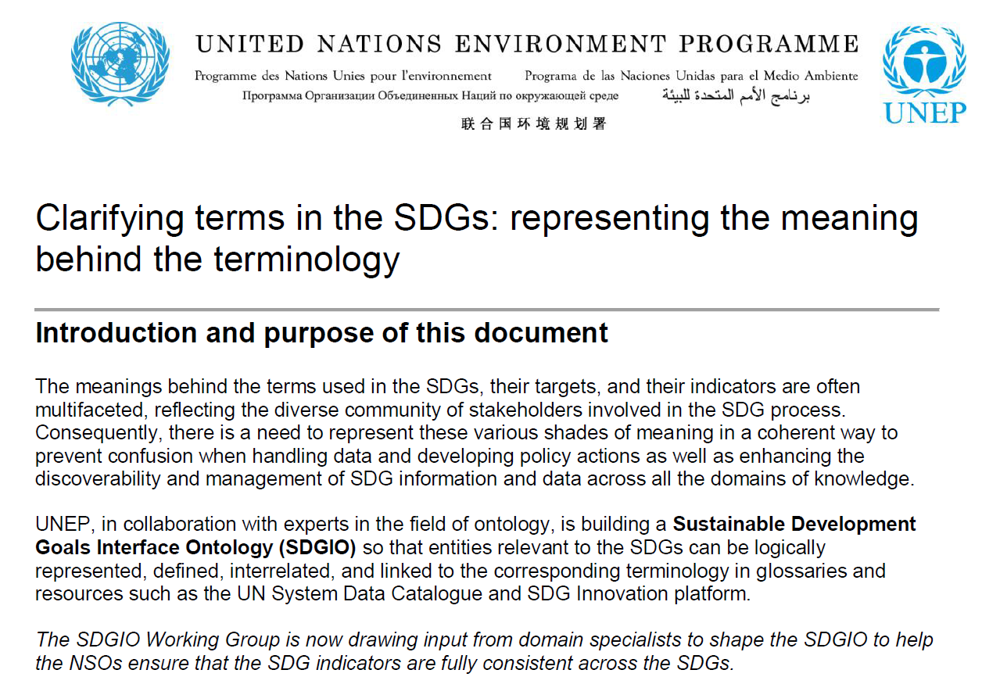 UNITED NATIONS ENVIRONMENT PROGRAMME
Programme des Nations Unies pour l'environnement Programa de las Naciones Unidas para el Medio Ambiente
Программа Организации Объединенных Наций по окружающей среде برنامج الأمم المتحدة للبيئة
联合国环境规划署
UNEP
Clarifying terms in the SDGs: representing the meaning
behind the terminology
Introduction and purpose of this document
The meanings behind the terms used in the SDGs, their targets, and their indicators are often
multifaceted, reflecting the diverse community of stakeholders involved in the SDG process.
Consequently, there is a need to represent these various shades of meaning in a coherent way to
prevent confusion when handling data and developing policy actions as well as enhancing the
discoverability and management of SDG information and data across all the domains of knowledge.
UNEP, in collaboration with experts in the field of ontology, is building a Sustainable Development
Goals Interface Ontology (SDGIO) so that entities relevant to the SDGs can be logically
represented, defined, interrelated, and linked to the corresponding terminology in glossaries and
resources such as the UN System Data Catalogue and SDG Innovation platform.
The SDGIO Working Group is now drawing input from domain specialists to shape the SDGIO to help
the NSOs ensure that the SDG indicators are fully consistent across the SDGs.